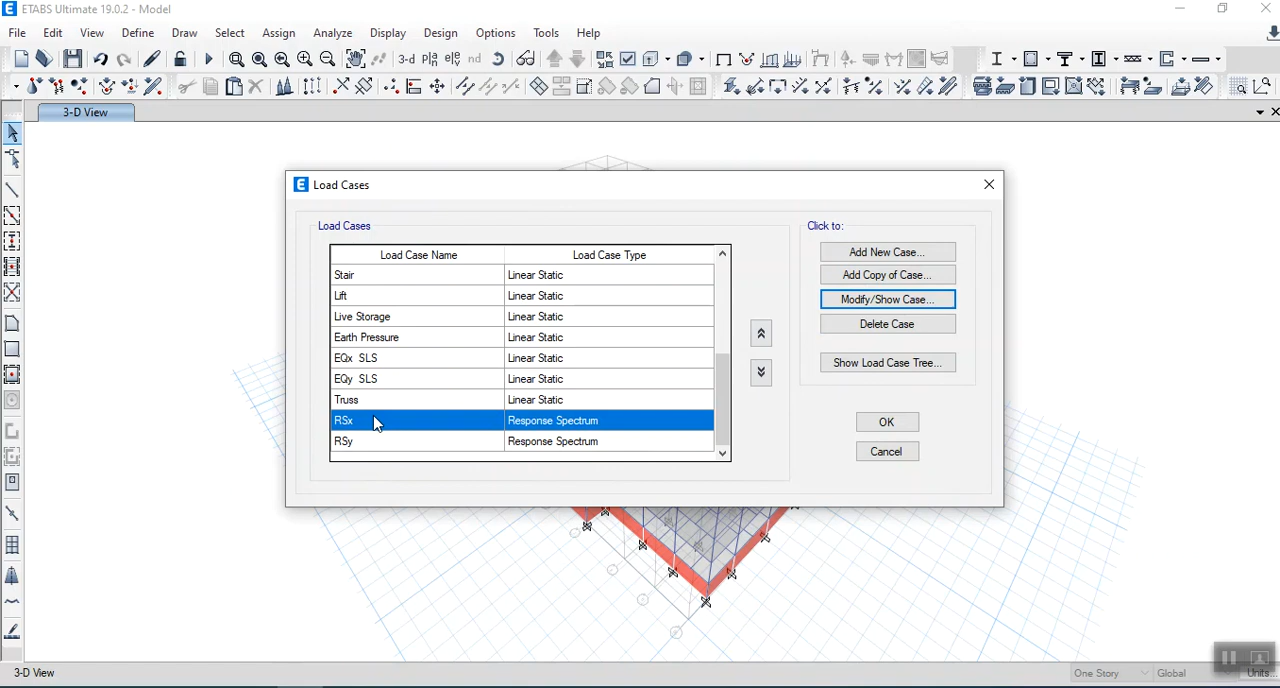 ETABS Ultimate 19.0.2 - Model
File Edit View Define Draw Select Assign Analyze Display Design Options Tools Help
3-d
nd
3-D View
Load Cases
Load Cases
Click to:
Load Case Name Load Case Type
Stair Linear Static
Lift Linear Static
Live Storage Linear Static
Earth Pressure Linear Static
EQx SLS Linear Static
EQy SLS Linear Static
Truss Linear Static
RSx Response Spectrum
RSy Response Spectrum
Add New Case...
Add Copy of Case...
Modify/Show Case...
Delete Case
Show Load Case Tree...
OK
Cancel
3-D View One Story Global Units...